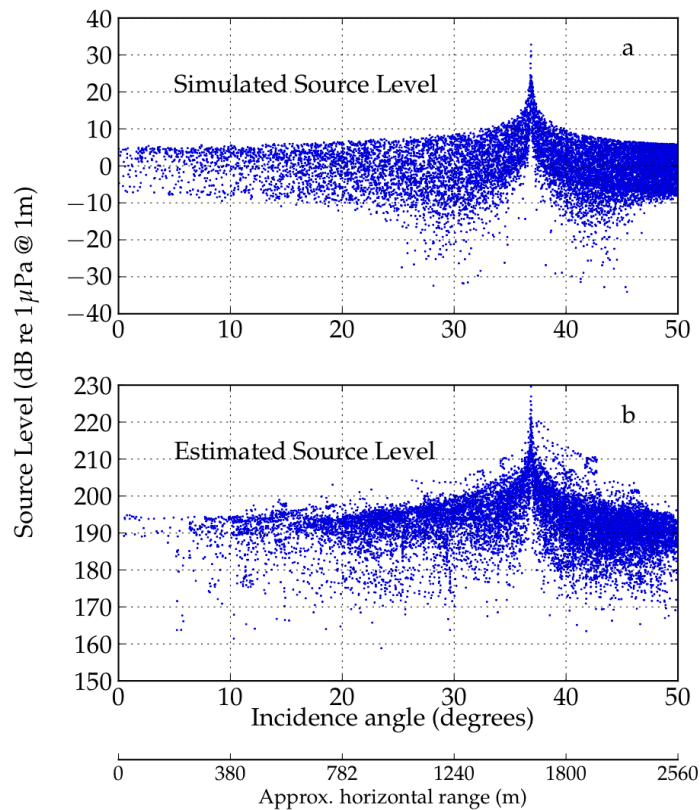 40
30
20
10
0
−10
−20
−30
−40
a
Simulated Source Level
0 10 20 30 40 50
Source Level (dB re 1μPa @ 1m)
230
220
210
200
190
180
170
160
150
b
Estimated Source Level
0 10 20 30 40 50
Incidence angle (degrees)
0 380 782 1240 1800 2560
Approx. horizontal range (m)